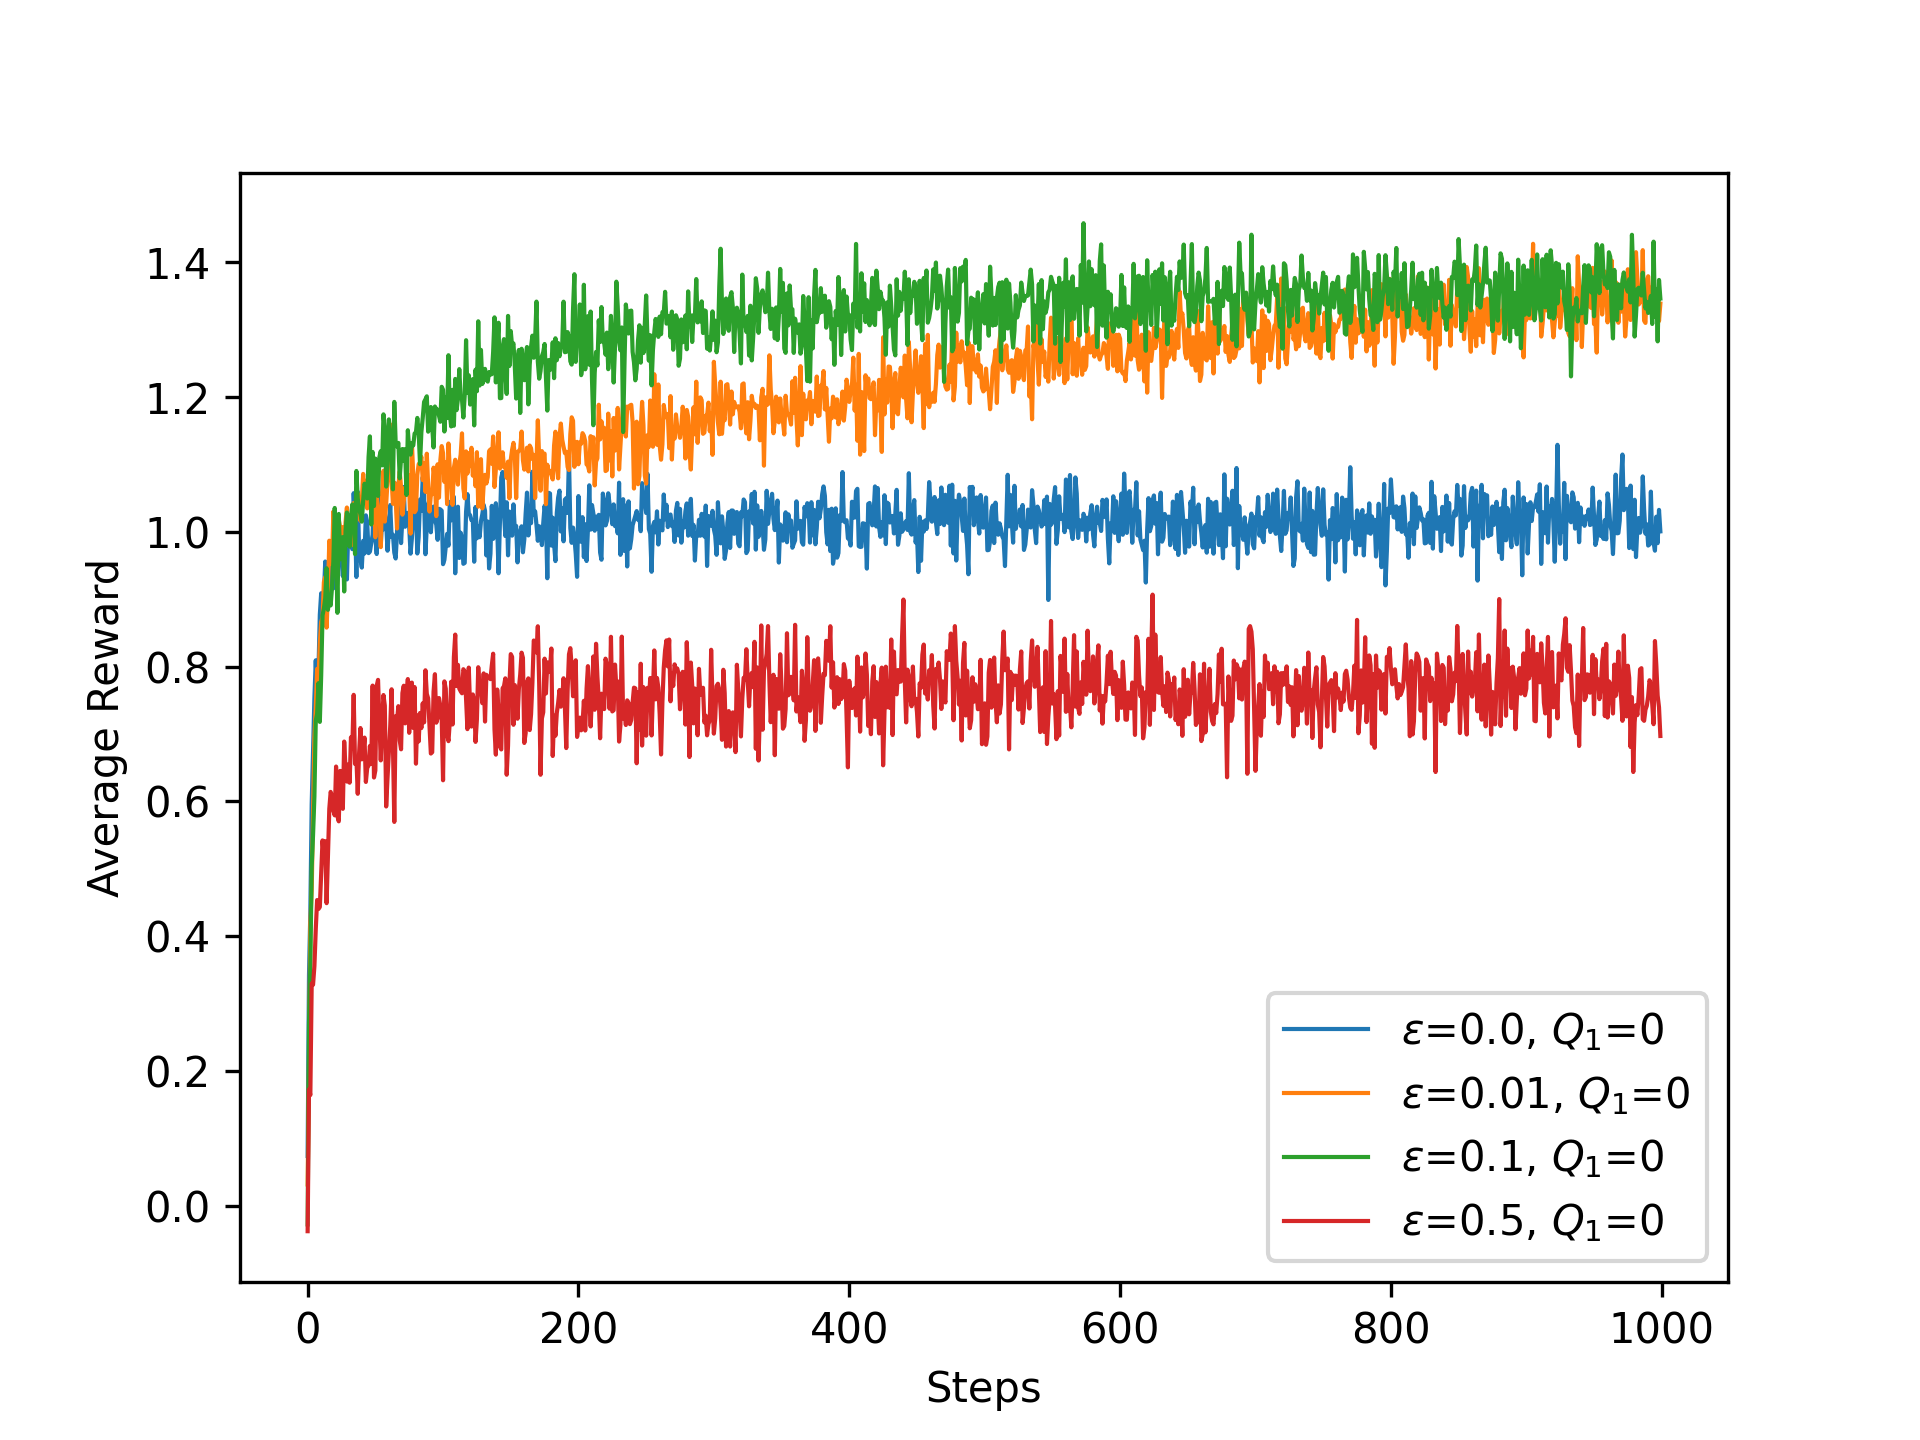 1.4
1.2
1.0
0.8
0.6
0.4
0.2
0.0
Average Reward
0 200 400 600 800 1000
Steps
ε=0.0, Q₁=0
ε=0.01, Q₁=0
ε=0.1, Q₁=0
ε=0.5, Q₁=0